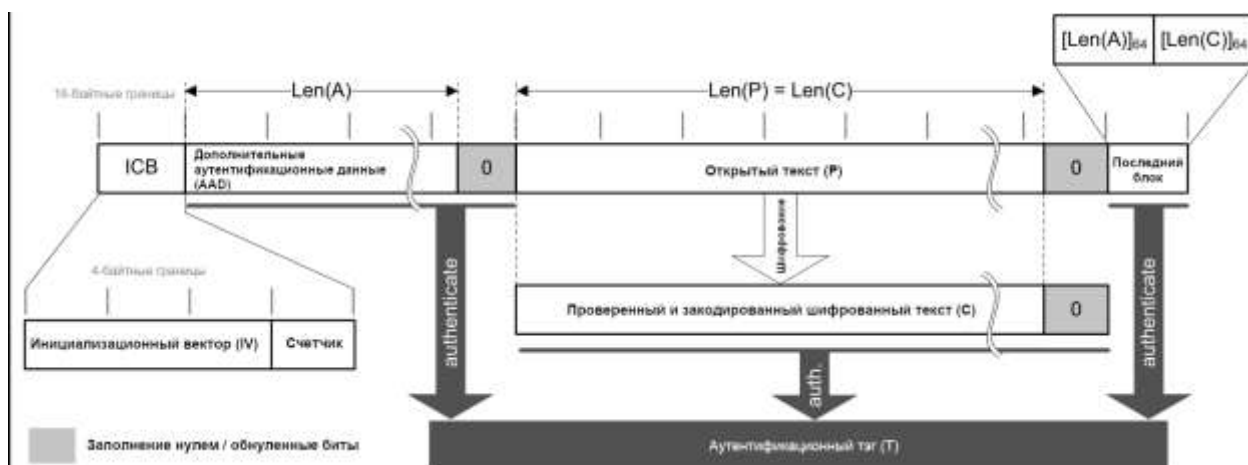 [Len(A)]64 [Len(C)]64
16-байтные границы
Len(A)
Len(P) = Len(C)
ICB
Дополнительные
аутентификационные данные
(AAD)
0
Открытый текст (P)
0
Последний
блок
Шифрование
4-байтные границы
authenticate
authenticate
Проверенный и закодированный шифрованный текст (C)
0
Инициализационный вектор (IV)
Счетчик
auth.
Заполнение нулем / обнуленные биты
Аутентификационный тэг (T)